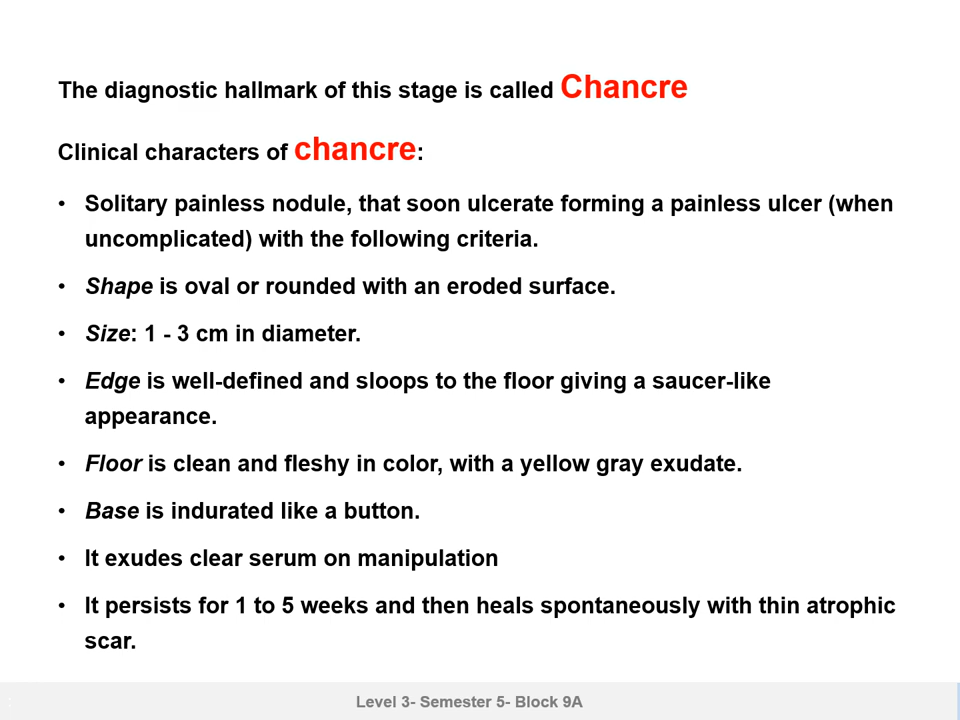 The diagnostic hallmark of this stage is called Chancre
Clinical characters of chancre:
• Solitary painless nodule, that soon ulcerate forming a painless ulcer (when
uncomplicated) with the following criteria.
• Shape is oval or rounded with an eroded surface.
• Size: 1 - 3 cm in diameter.
• Edge is well-defined and sloops to the floor giving a saucer-like
appearance.
• Floor is clean and fleshy in color, with a yellow gray exudate.
• Base is indurated like a button.
• It exudes clear serum on manipulation
• It persists for 1 to 5 weeks and then heals spontaneously with thin atrophic
scar.
Level 3- Semester 5- Block 9A